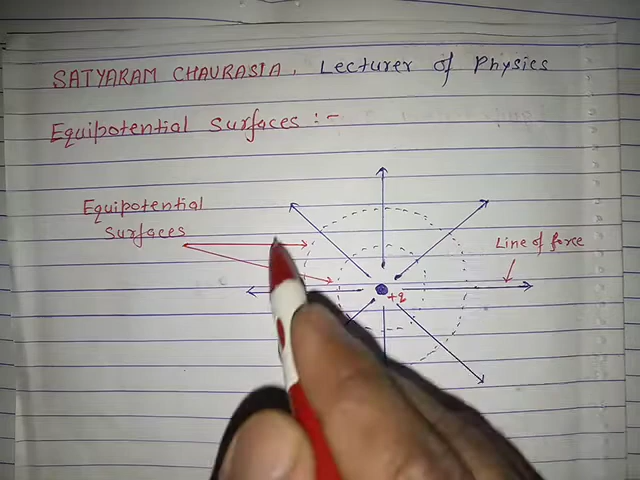 SATYARAM CHAURASIA, Lecturer of Physics
Equipotential Surfaces :-
Equipotential
Surfaces
Line of force
+q